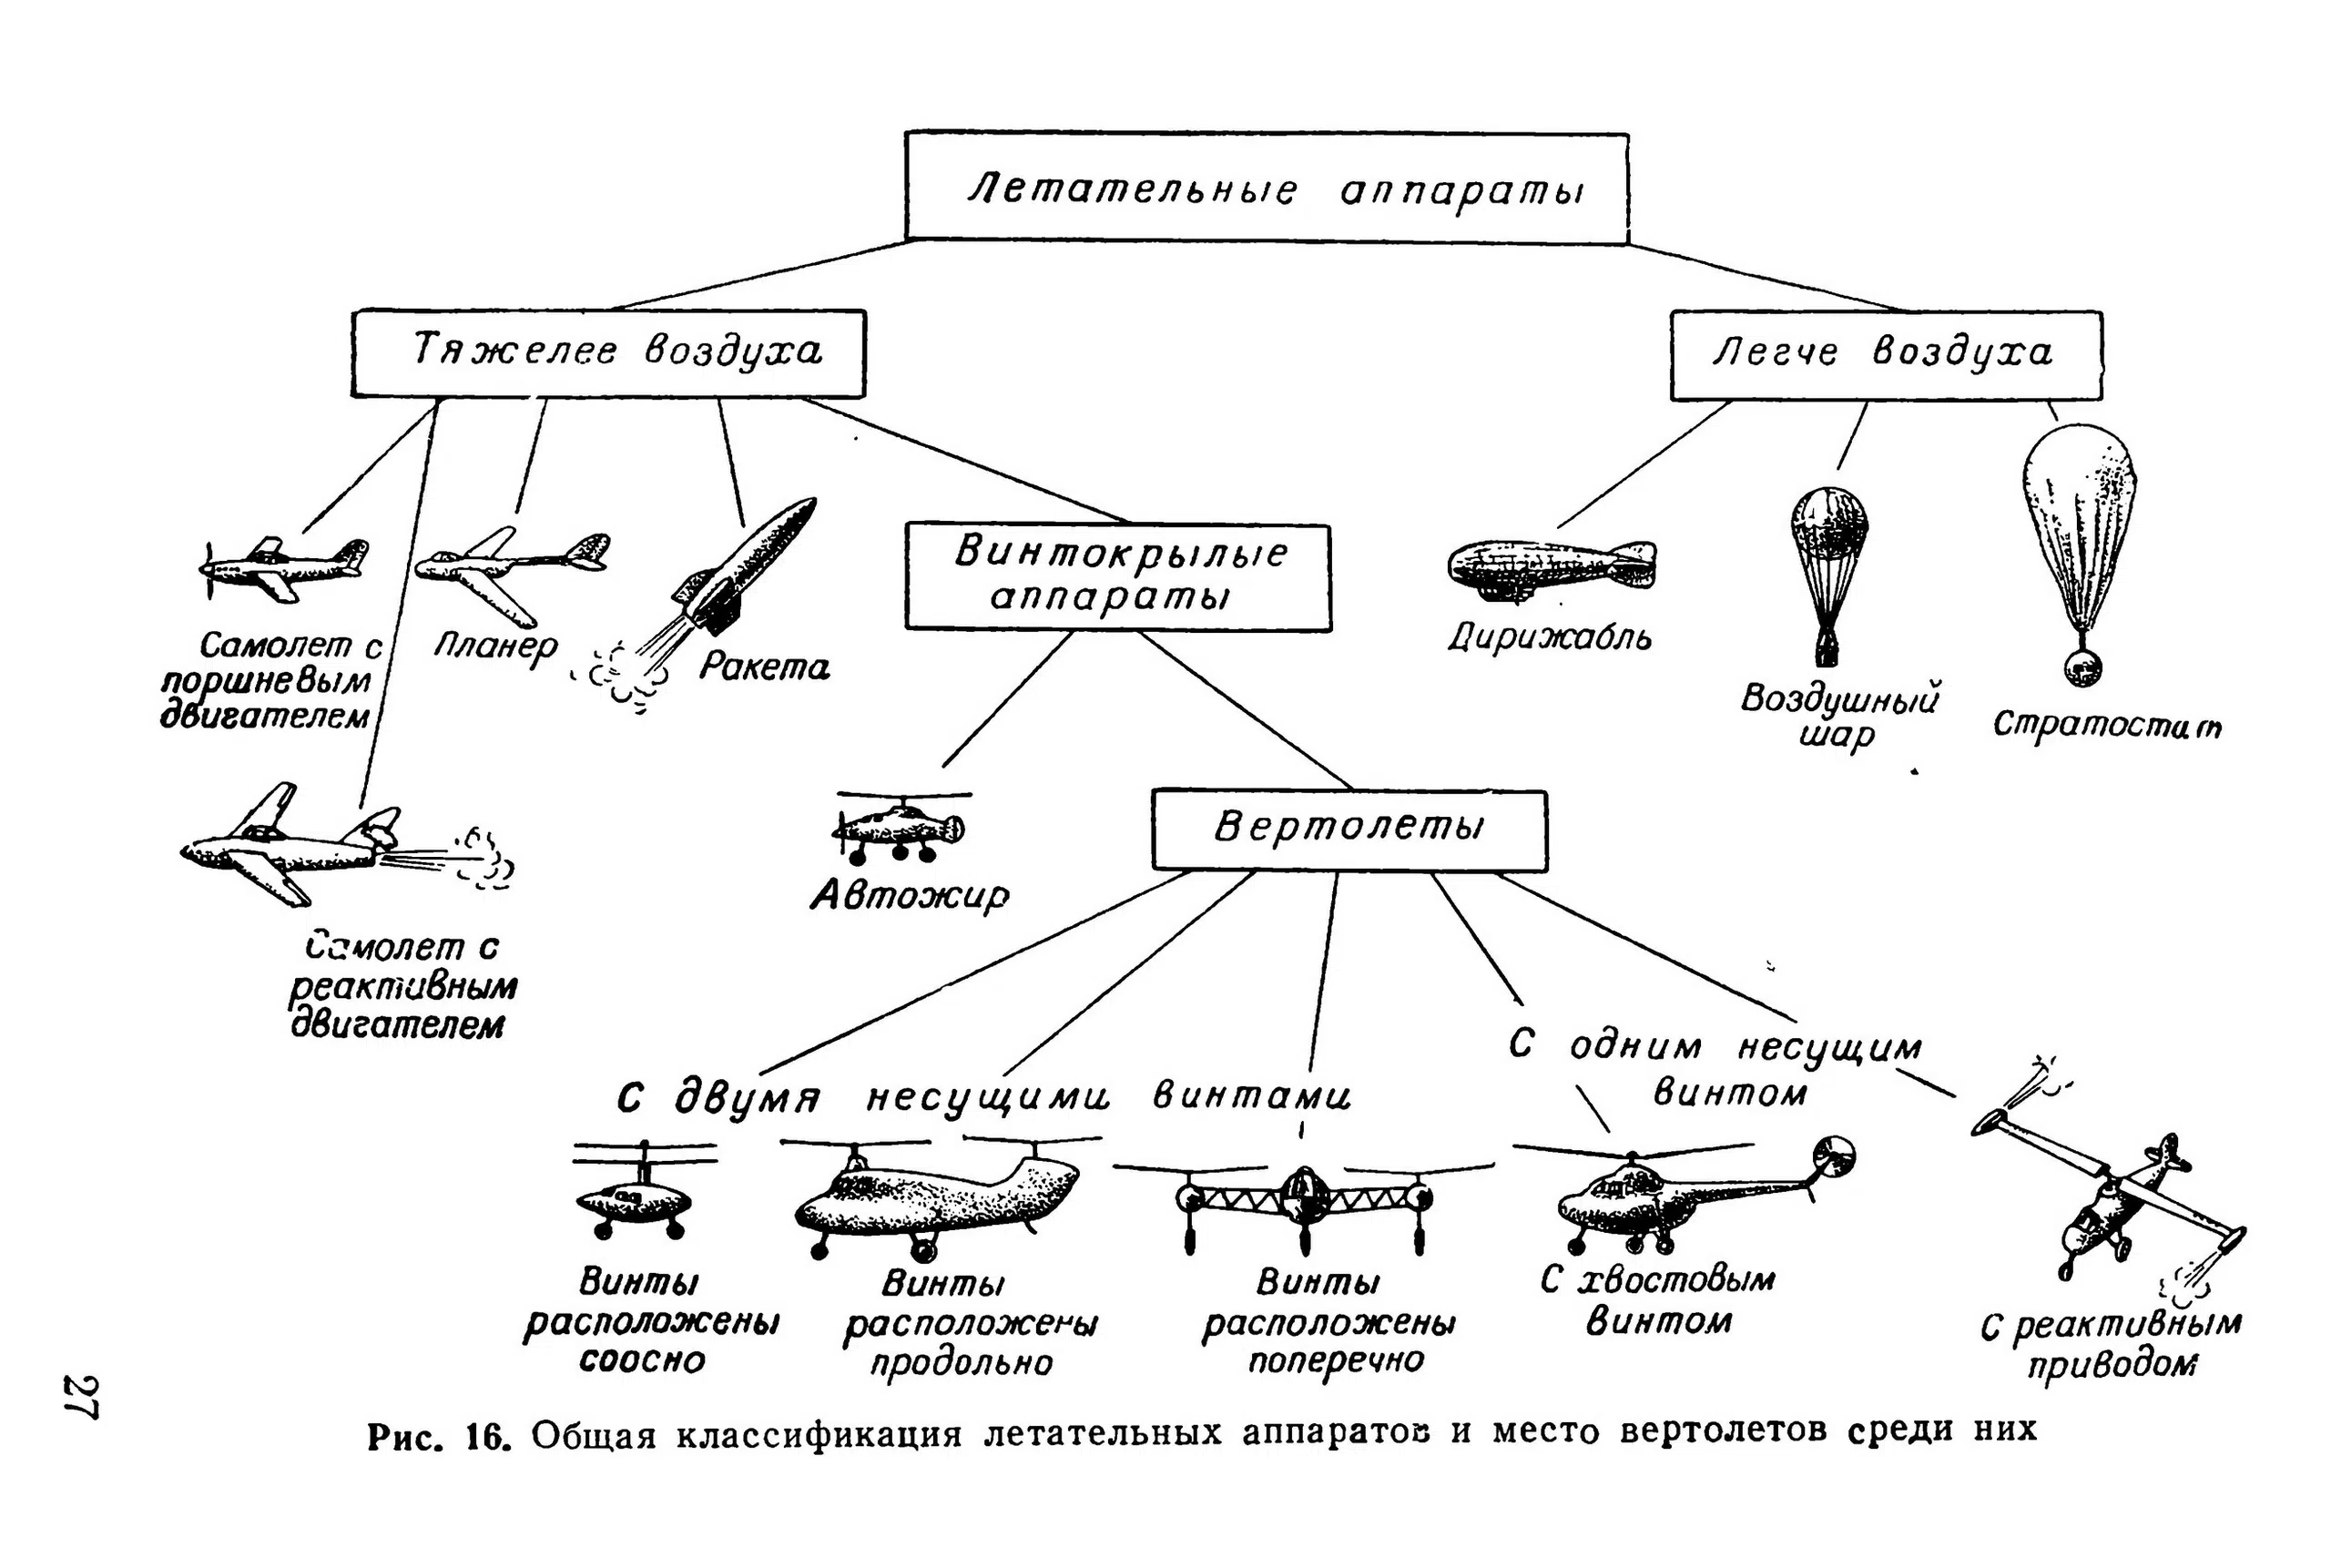 Летательные аппараты
Тяжелее воздуха
Легче воздуха
Самолет с
поршневым
двигателем
Планер
Ракета
Винтокрылые
аппараты
Дирижабль
Воздушный
шар
Стратостат
Самолет с
реактивным
двигателем
Автожир
Вертолеты
С двумя несущими винтами
С одним несущим
винтом
Винты
расположены
соосно
Винты
расположены
продольно
Винты
расположены
поперечно
С хвостовым
винтом
С реактивным
приводом
27
Рис. 16. Общая классификация летательных аппаратов и место вертолетов среди них